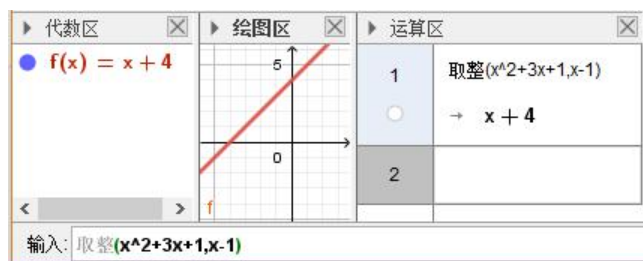 代数区
f(x) = x + 4
绘图区
5
0
f
运算区
1
取整(x^2+3x+1,x-1)
→ x + 4
2
输入: 取整(x^2+3x+1,x-1)